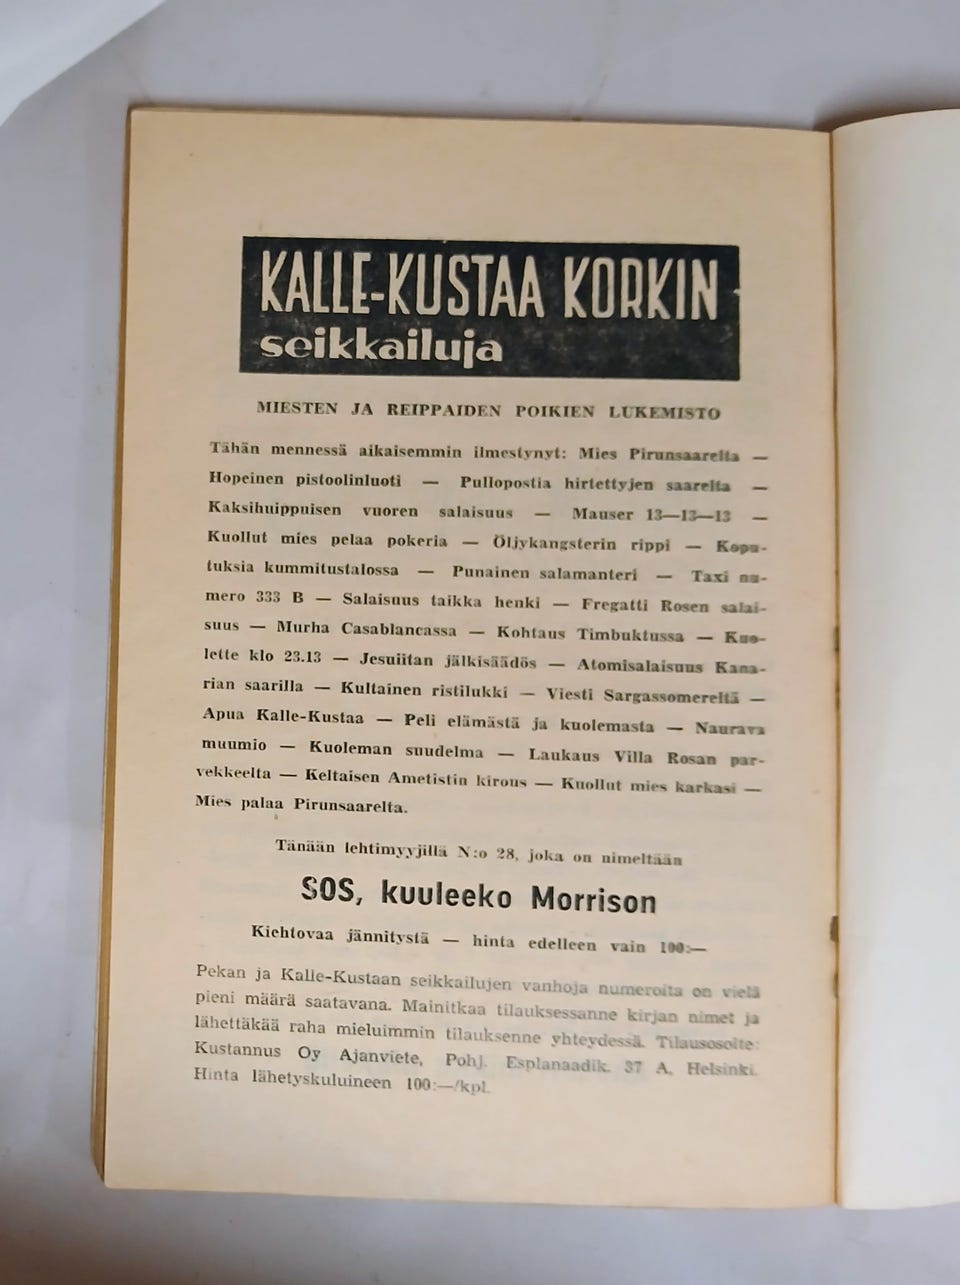 KALLE-KUSTAA KORKIN
seikkailuja
MIESTEN JA REIPPAIDEN POIKIEN LUKEMISTO
Tähän mennessä aikaisemmin ilmestynyt: Mies Pirunsaarelta —
Hopeinen pistoolinluoti — Pullopostia hirtettyjen saarelta —
Kaksihuippuisen vuoren salaisuus — Mauser 13—13—13 —
Kuollut mies pelaa pokeria — Öljykangsterin rippi — Kopu-
tuksia kummitustalossa — Punainen salamanteri — Taxi nu-
mero 333 B — Salaisuus taikka henki — Fregatti Rosen salai-
suus — Murha Casablancassa — Kohtaus Timbuktussa — Kuo-
lette klo 23.13 — Jesuiitan jälkisäädös — Atomisalaisuus Kana-
rian saarilla — Kultainen ristilukki — Viesti Sargassomereltä —
Apua Kalle-Kustaa — Peli elämästä ja kuolemasta — Naurava
muumio — Kuoleman suudelma — Laukaus Villa Rosan par-
vekkeelta — Keltaisen Ametistin kirous — Kuollut mies karkasi —
Mies palaa Pirunsaarelta.
Tänään lehtimyyjillä N:o 28, joka on nimeltään
SOS, kuuleeko Morrison
Kiehtovaa jännitystä — hinta edelleen vain 100:—
Pekan ja Kalle-Kustaan seikkailujen vanhoja numeroita on vielä
pieni määrä saatavana. Mainitkaa tilauksessanne kirjan nimet ja
lähettäkää raha mieluimmin tilauksenne yhteydessä. Tilausosoite:
Kustannus Oy Ajanviete, Pohj. Esplanaadik. 37 A, Helsinki.
Hinta lähetyskuluineen 100:—/kpl.